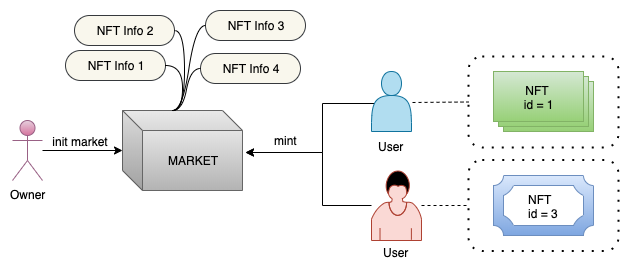 NFT Info 2
NFT Info 3
NFT Info 1
NFT Info 4
NFT
id = 1
init market
mint
User
MARKET
Owner
NFT
id = 3
User